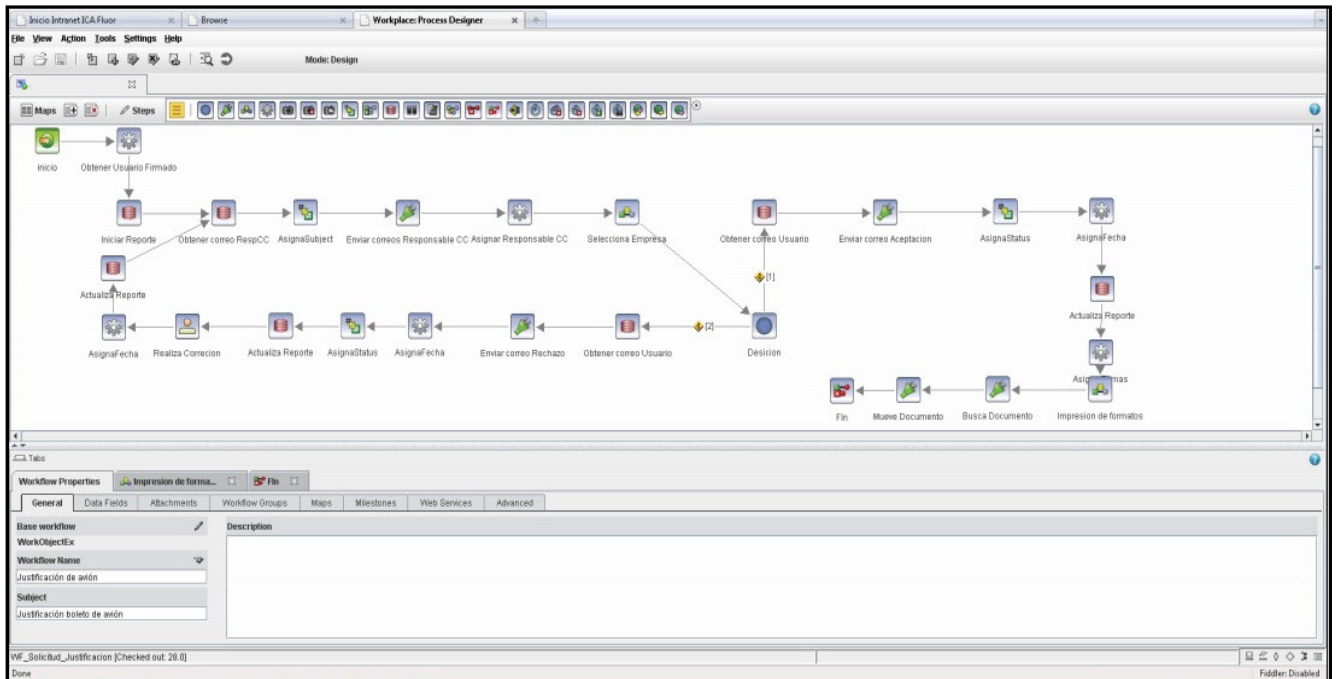 Inicio Intranet ICA Fluor
Browse
Workplace: Process Designer
File View Action Tools Settings Help
Mode: Design
Maps
Steps
inicio
Obtener Usuario Firmado
Iniciar Reporte
Obtener correo RespCC
AsignaSubject
Enviar correos Responsable CC
Asignar Responsable CC
Selecciona Empresa
Obtener correo Usuario
Enviar correo Aceptacion
AsignaStatus
AsignaFecha
[1]
Actualiza Reporte
Actualiza Reporte
[2]
AsignaFecha
Realiza Correcion
Actualiza Reporte
AsignaStatus
AsignaFecha
Enviar correo Rechazo
Obtener correo Usuario
Desicion
Fin
Mueve Documento
Busca Documento
Impresion de formatos
Tabs
Workflow Properties
Impresion de forma...
Fin
General
Data Fields
Attachments
Workflow Groups
Maps
Milestones
Web Services
Advanced
Base workflow
Description
WorkObjectEx
Workflow Name
Justificación de avión
Subject
Justificación boleto de avión
WF_Solicitud_Justificacion [Checked out: 28.0]
Done
Fiddler: Disabled